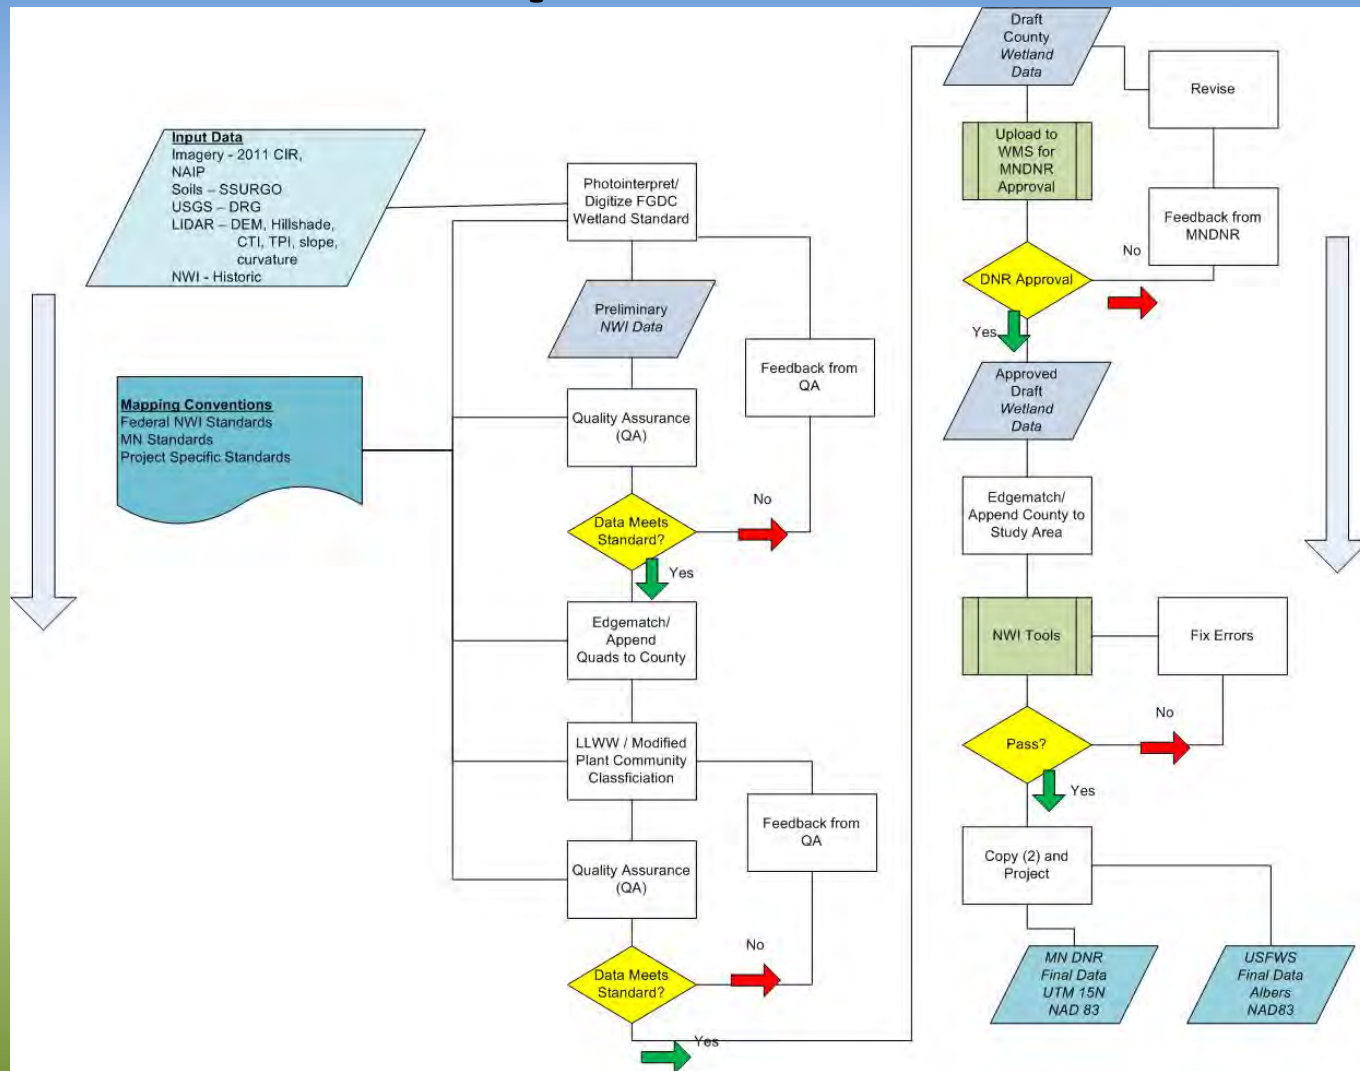 Input Data
Imagery - 2011 CIR,
NAIP
Soils – SSURGO
USGS – DRG
LIDAR – DEM, Hillshade,
CTI, TPI, slope,
curvature
NWI - Historic
Mapping Conventions
Federal NWI Standards
MN Standards
Project Specific Standards
Photointerpret/
Digitize FGDC
Wetland Standard
Preliminary
NWI Data
Quality Assurance
(QA)
Feedback from
QA
Data Meets
Standard?
No
Yes
Edgematch/
Append
Quads to County
LLWW / Modified
Plant Community
Classficiation
Feedback from
QA
Quality Assurance
(QA)
Data Meets
Standard?
No
Yes
Draft
County
Wetland
Data
Revise
Upload to
WMS for
MNDNR
Approval
Feedback from
MNDNR
DNR Approval
No
Yes
Approved
Draft
Wetland
Data
Edgematch/
Append County to
Study Area
NWI Tools
Fix Errors
Pass?
No
Yes
Copy (2) and
Project
MN DNR
Final Data
UTM 15N
NAD 83
USFWS
Final Data
Albers
NAD83